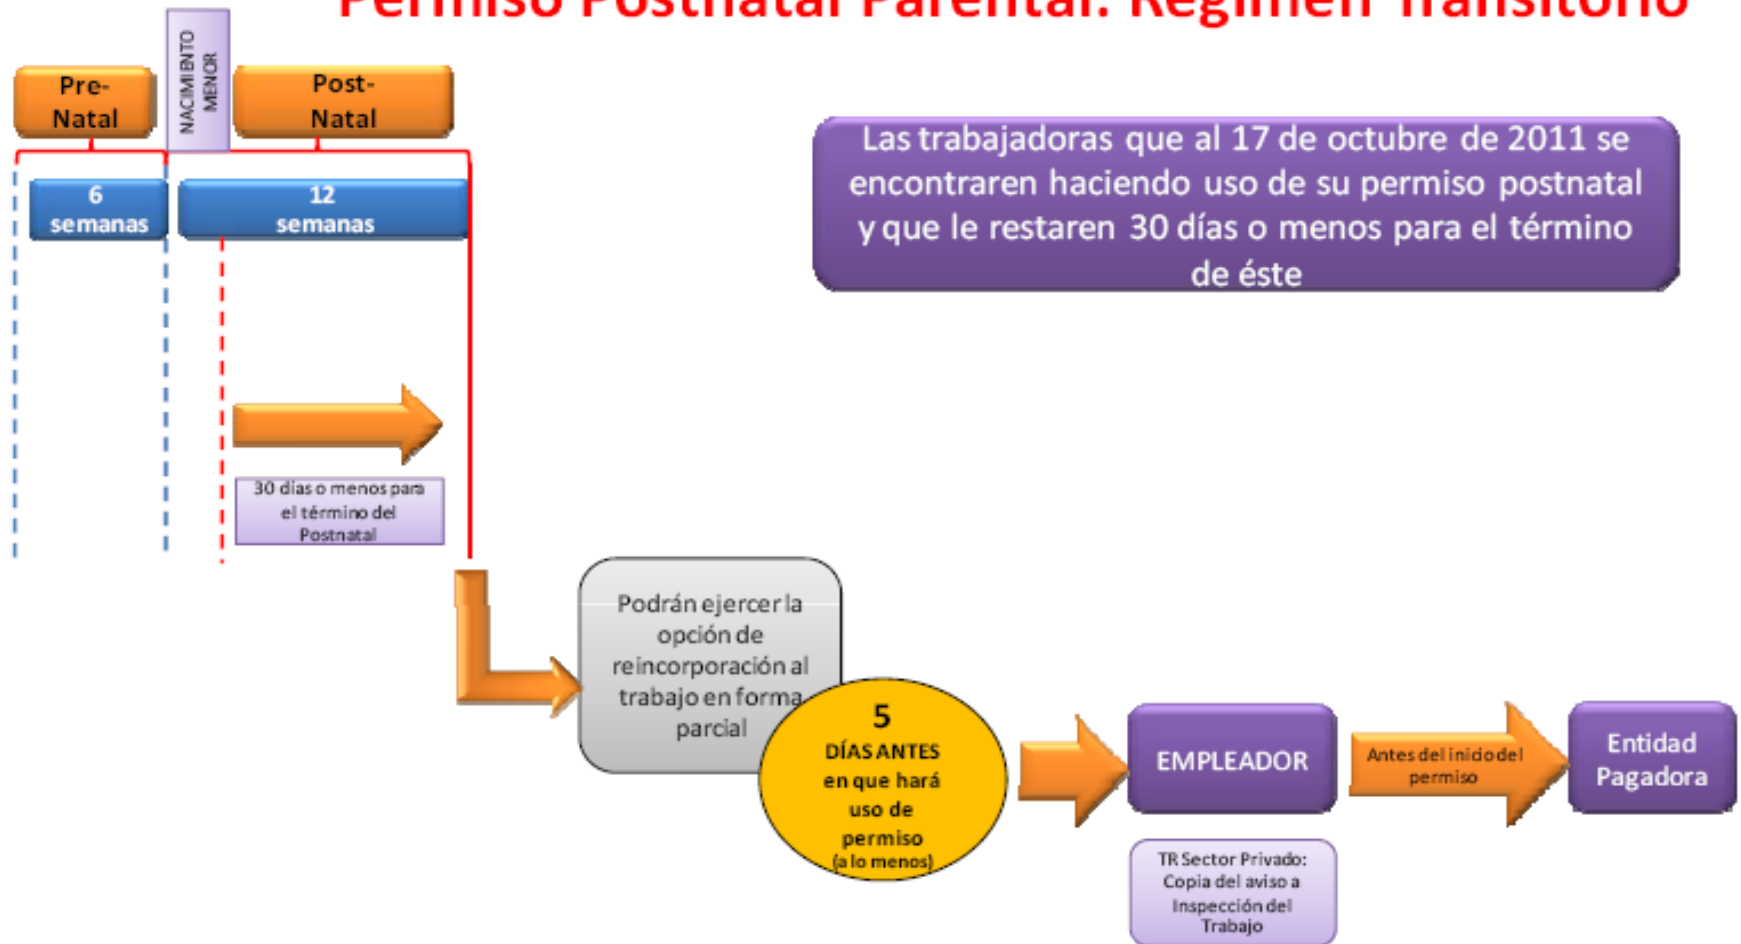 Permiso Postnatal Parental: Régimen Transitorio
Pre-
Natal
NACIMIENTO
MENOR
Post-
Natal
6
semanas
12
semanas
Las trabajadoras que al 17 de octubre de 2011 se
encontraren haciendo uso de su permiso postnatal
y que le restaren 30 días o menos para el término
de éste
30 días o menos para
el término del
Postnatal
Podrán ejercer la
opción de
reincorporación al
trabajo en forma
parcial
5
DÍAS ANTES
en que hará
uso de
permiso
(a lo menos)
EMPLEADOR
Antes del inicio del
permiso
Entidad
Pagadora
TR Sector Privado:
Copia del aviso a
Inspección del
Trabajo